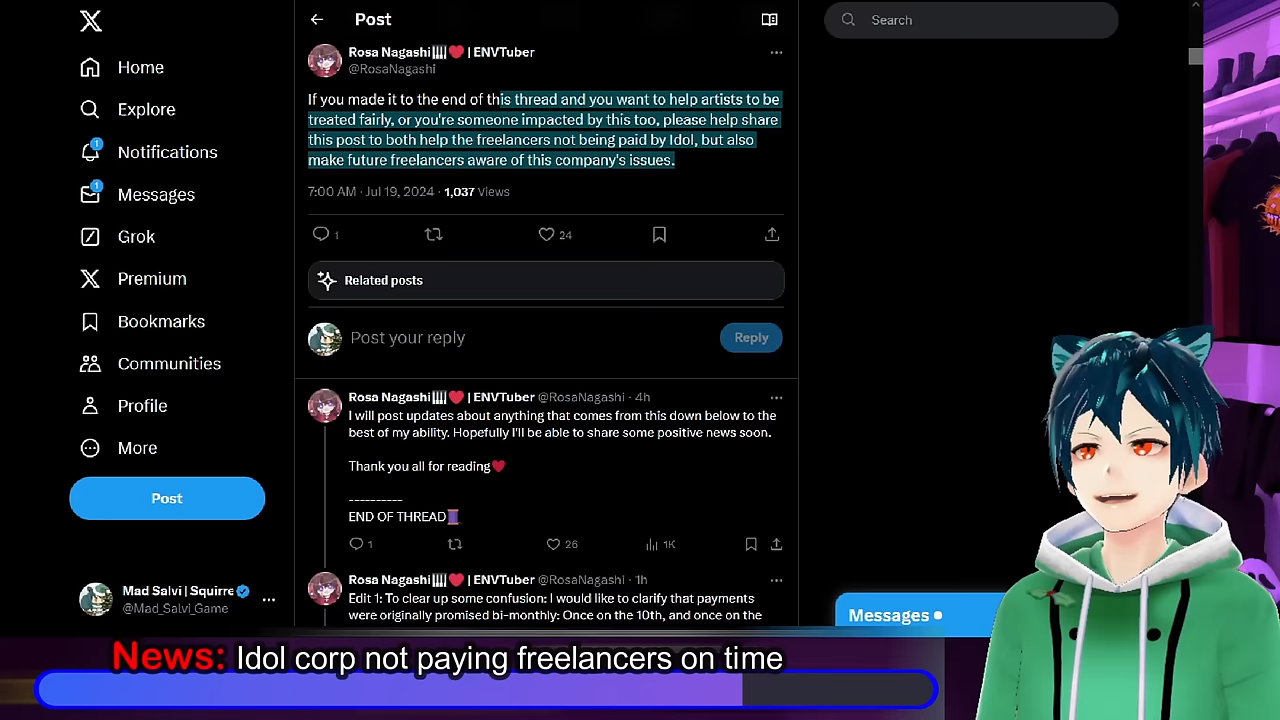 Post
Search
Home
Explore
1
Notifications
1
Messages
Grok
Premium
Bookmarks
Communities
Profile
More
Post
Mad Salvi | Squirre
@Mad_Salvi_Game
Rosa Nagashi | ENVTuber
@RosaNagashi
If you made it to the end of this thread and you want to help artists to be
treated fairly, or you're someone impacted by this too, please help share
this post to both help the freelancers not being paid by Idol, but also
make future freelancers aware of this company's issues.
7:00 AM · Jul 19, 2024 · 1,037 Views
1
24
Related posts
Post your reply
Reply
Rosa Nagashi | ENVTuber @RosaNagashi · 4h
I will post updates about anything that comes from this down below to the
best of my ability. Hopefully I'll be able to share some positive news soon.
Thank you all for reading
----------
END OF THREAD
1
26
1K
Rosa Nagashi | ENVTuber @RosaNagashi · 1h
Edit 1: To clear up some confusion: I would like to clarify that payments
were originally promised bi-monthly: Once on the 10th, and once on the
Messages
News: Idol corp not paying freelancers on time